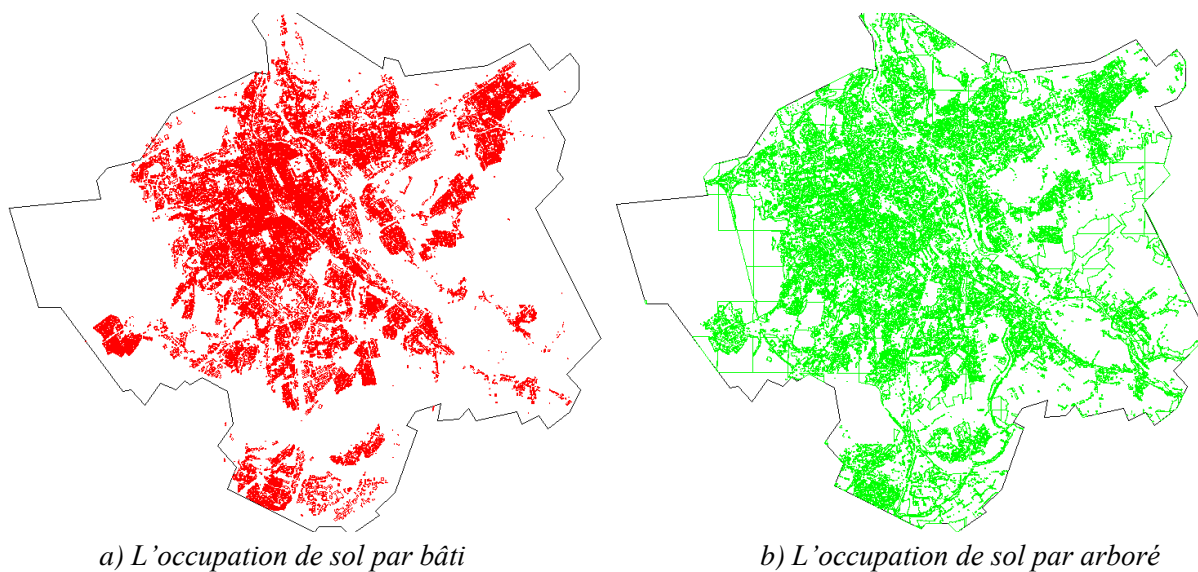 a) L’occupation de sol par bâti
b) L’occupation de sol par arboré